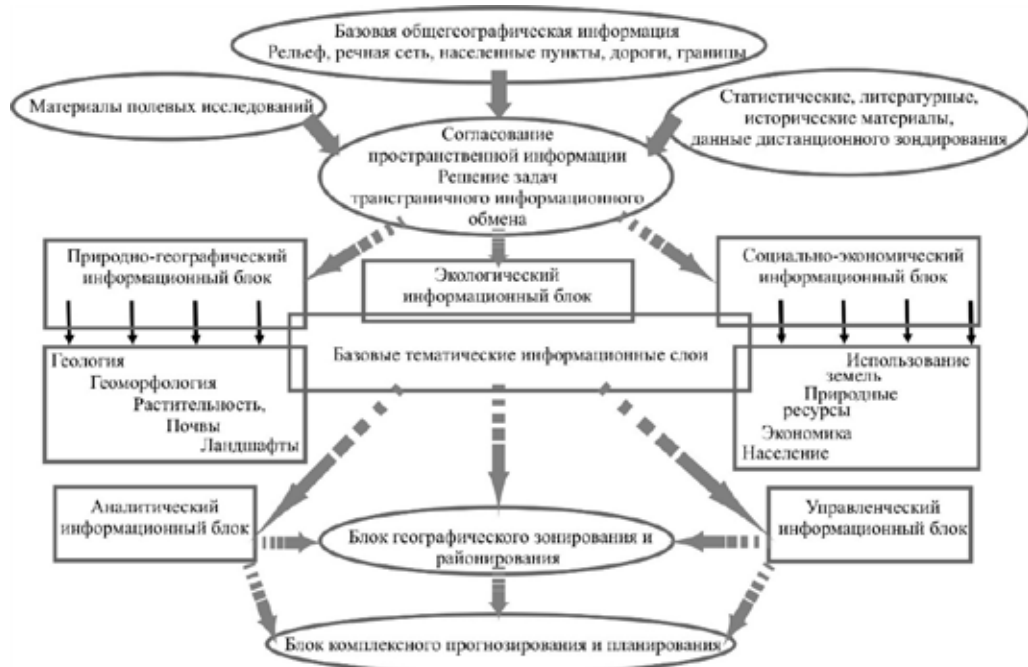 Базовая общегеографическая информация
Рельеф, речная сеть, населенные пункты, дороги, границы
Материалы полевых исследований
Статистические, литературные,
исторические материалы,
данные дистанционного зондирования
Согласование
пространственной информации
Решение задач
трансграничного информационного
обмена
Природно-географический
информационный блок
Экологический
информационный блок
Социально-экономический
информационный блок
Базовые тематические информационные слои
Геология
Геоморфология
Растительность,
Почвы
Ландшафты
Использование
земель
Природные
ресурсы
Экономика
Население
Аналитический
информационный блок
Блок географического зонирования и
районирования
Управленческий
информационный блок
Блок комплексного прогнозирования и планирования